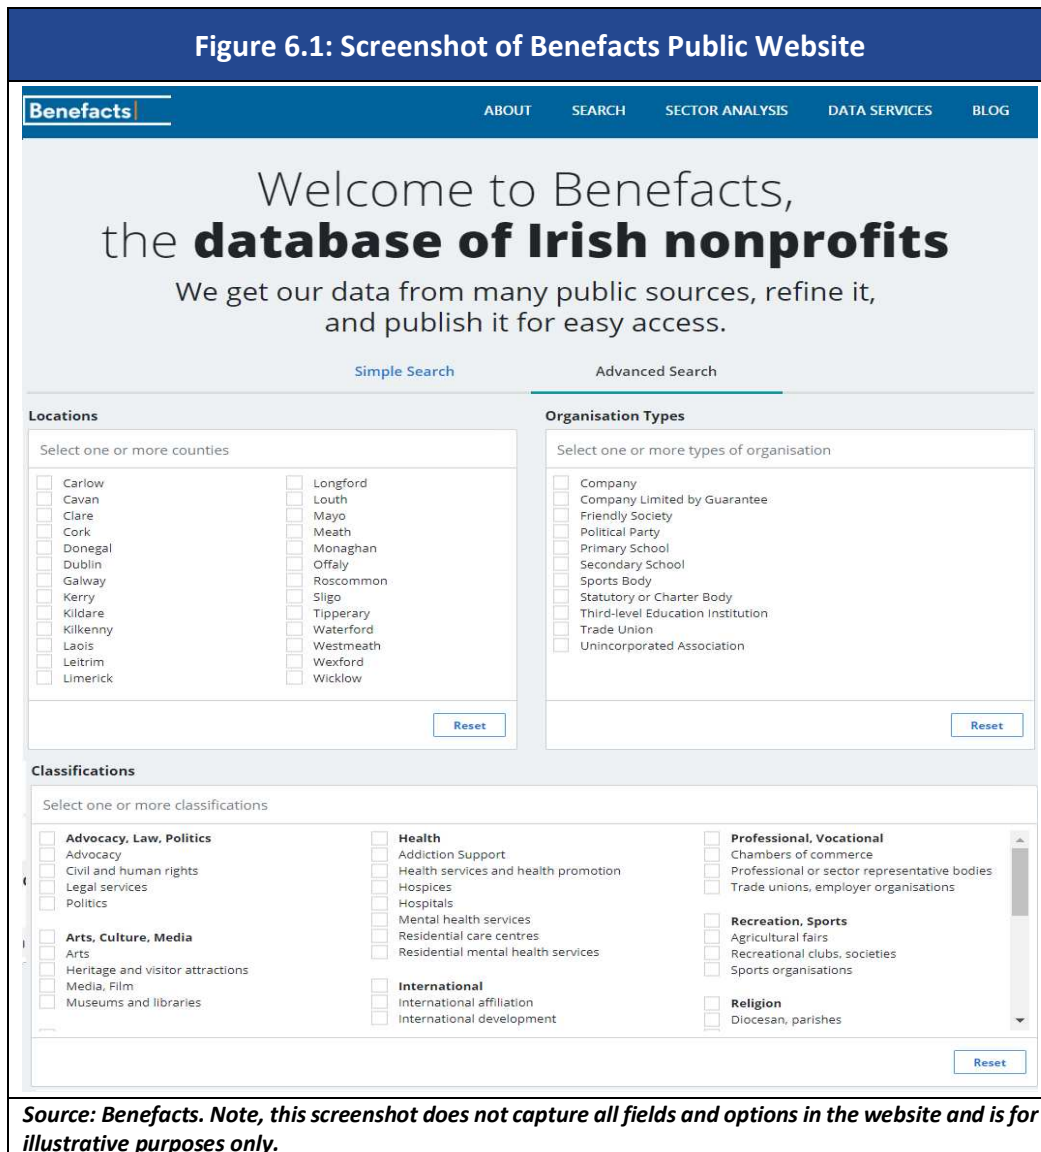 Figure 6.1: Screenshot of Benefacts Public Website
Benefacts
ABOUT SEARCH SECTOR ANALYSIS DATA SERVICES BLOG
Welcome to Benefacts,
the database of Irish nonprofits
We get our data from many public sources, refine it,
and publish it for easy access.
Simple Search Advanced Search
Locations
Select one or more counties
Carlow
Cavan
Clare
Cork
Donegal
Dublin
Galway
Kerry
Kildare
Kilkenny
Laois
Leitrim
Limerick
Longford
Louth
Mayo
Meath
Monaghan
Offaly
Roscommon
Sligo
Tipperary
Waterford
Westmeath
Wexford
Wicklow
Reset
Organisation Types
Select one or more types of organisation
Company
Company Limited by Guarantee
Friendly Society
Political Party
Primary School
Secondary School
Sports Body
Statutory or Charter Body
Third-level Education Institution
Trade Union
Unincorporated Association
Reset
Classifications
Select one or more classifications
Advocacy, Law, Politics
Advocacy
Civil and human rights
Legal services
Politics
Arts, Culture, Media
Arts
Heritage and visitor attractions
Media, Film
Museums and libraries
Health
Addiction Support
Health services and health promotion
Hospices
Hospitals
Mental health services
Residential care centres
Residential mental health services
International
International affiliation
International development
Professional, Vocational
Chambers of commerce
Professional or sector representative bodies
Trade unions, employer organisations
Recreation, Sports
Agricultural fairs
Recreational clubs, societies
Sports organisations
Religion
Diocesan, parishes
Reset
Source: Benefacts. Note, this screenshot does not capture all fields and options in the website and is for
illustrative purposes only.